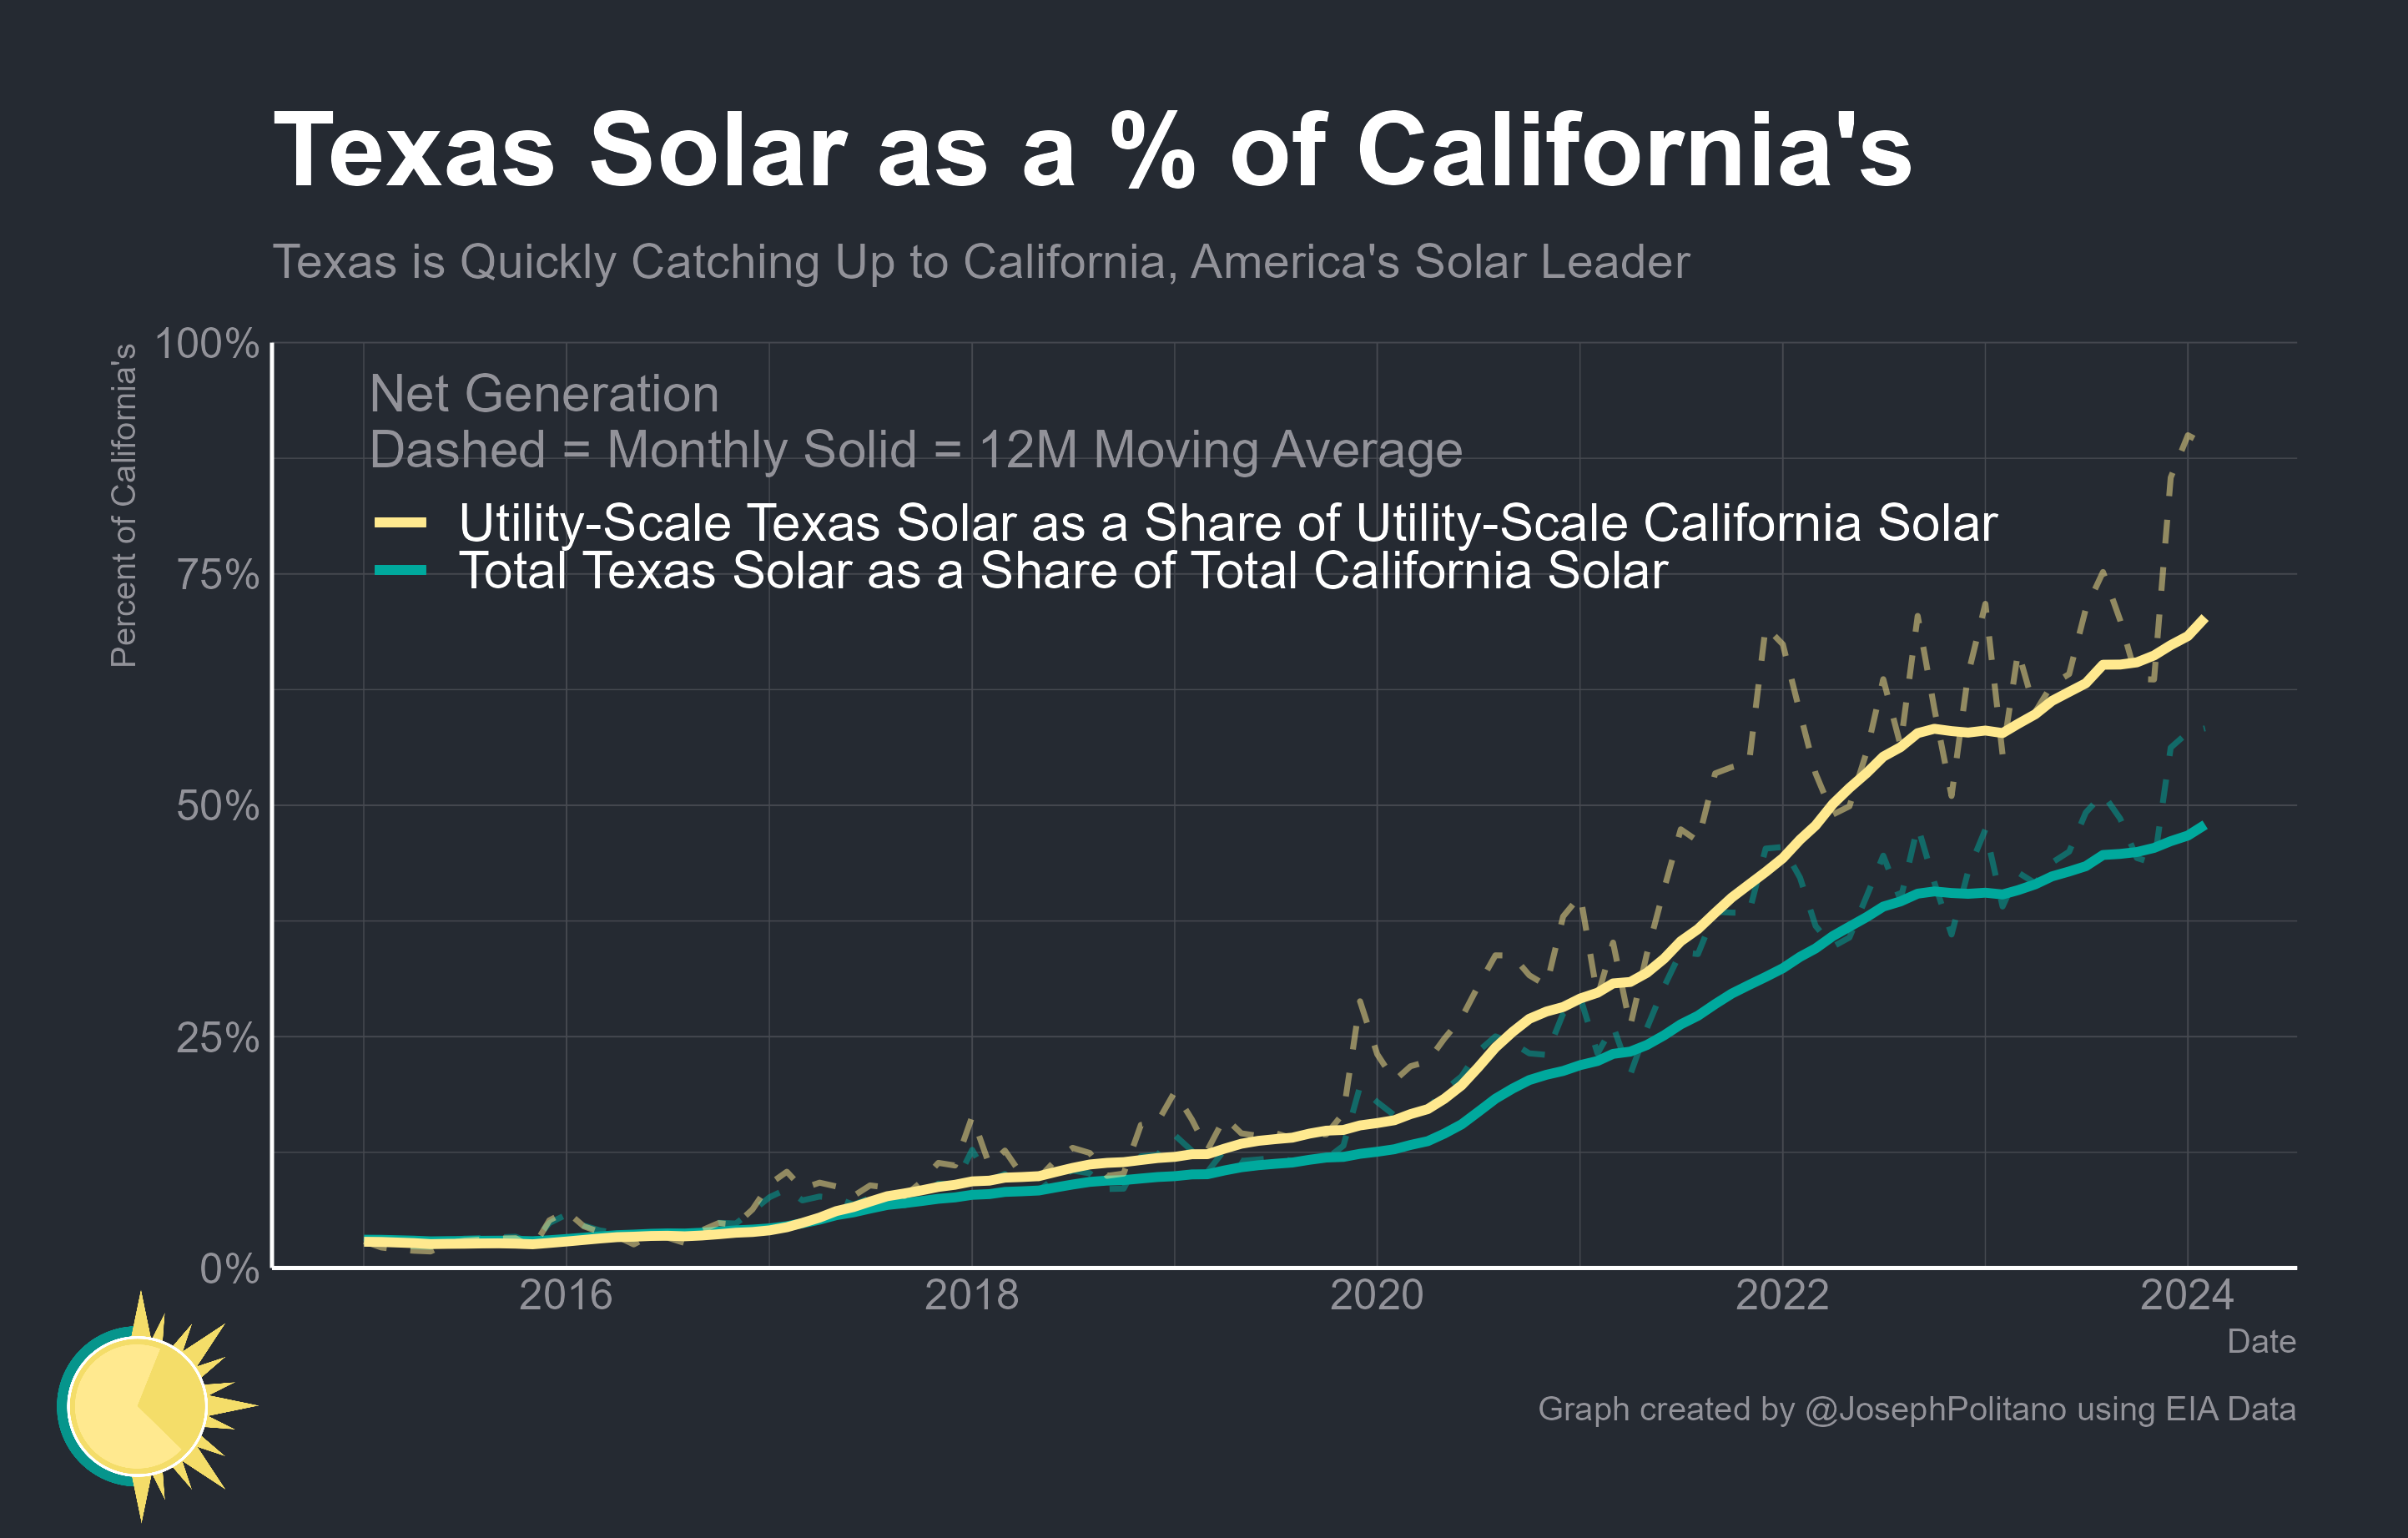 Texas Solar as a % of California's
Texas is Quickly Catching Up to California, America's Solar Leader
Percent of California's
100%
75%
50%
25%
0%
Net Generation
Dashed = Monthly Solid = 12M Moving Average
Utility-Scale Texas Solar as a Share of Utility-Scale California Solar
Total Texas Solar as a Share of Total California Solar
2016
2018
2020
2022
2024
Date
Graph created by @JosephPolitano using EIA Data